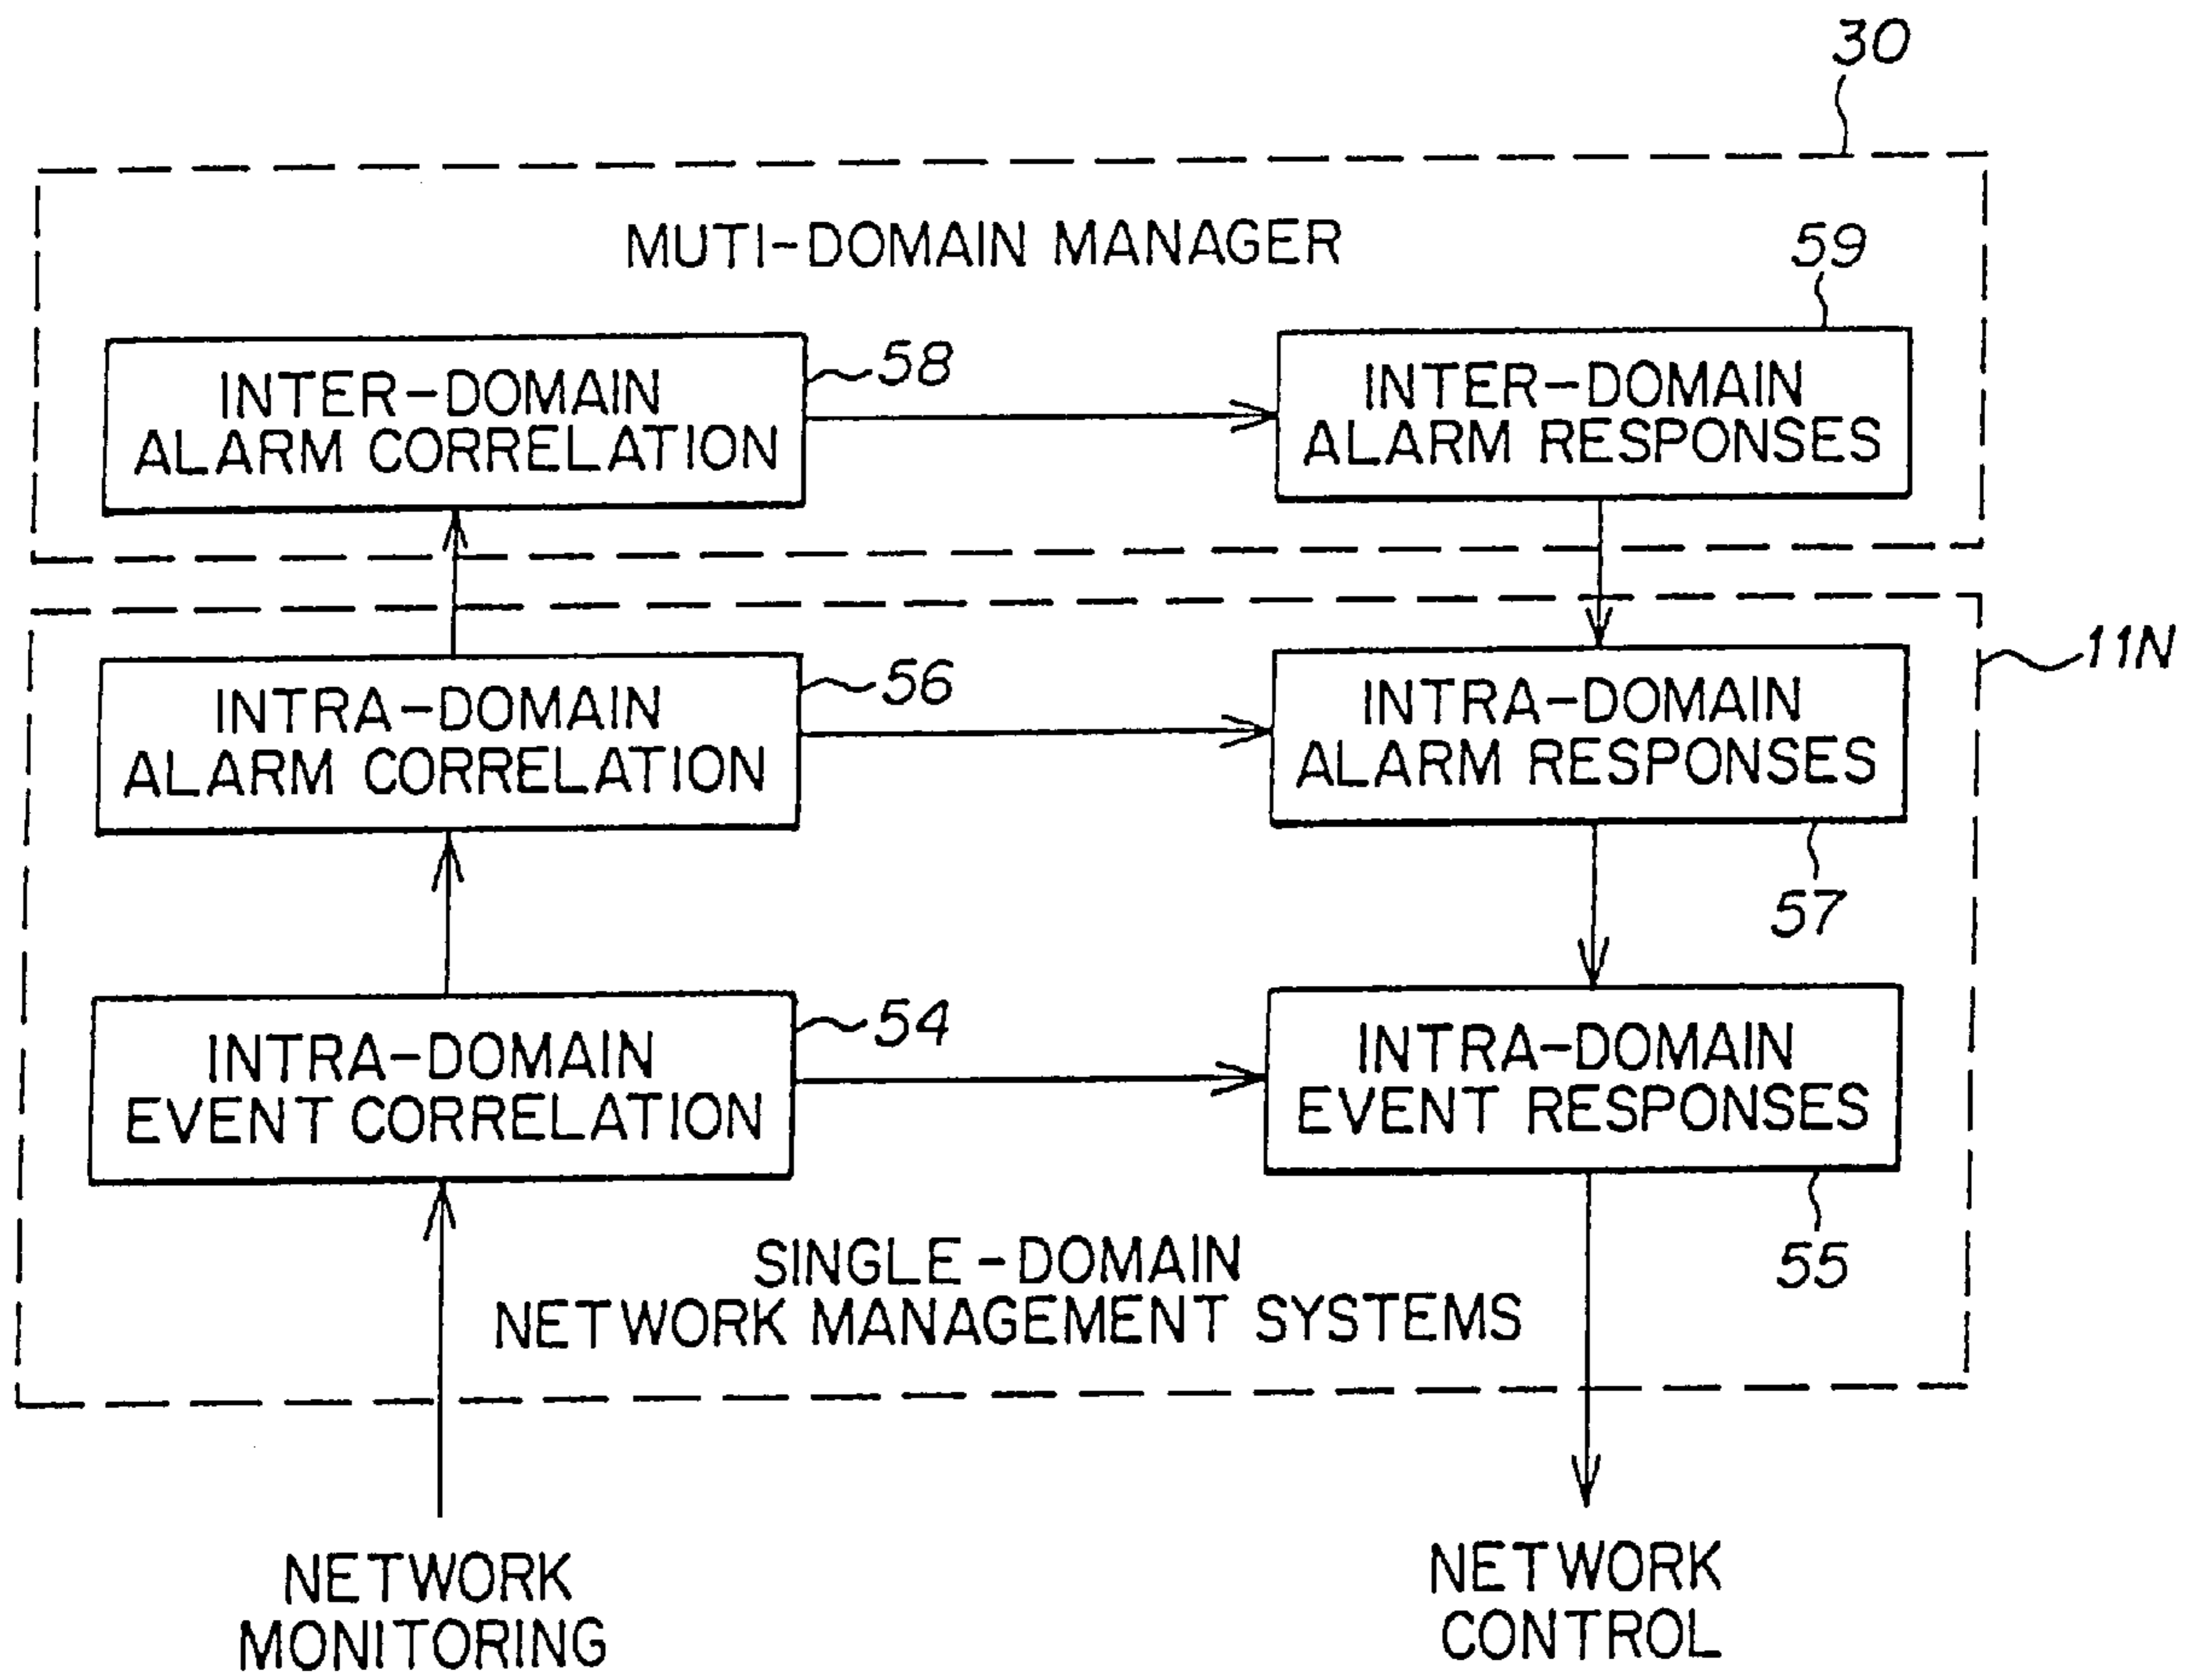 30
MUTI-DOMAIN MANAGER
59
INTER-DOMAIN
ALARM CORRELATION
58
INTER-DOMAIN
ALARM RESPONSES
11N
INTRA-DOMAIN
ALARM CORRELATION
56
INTRA-DOMAIN
ALARM RESPONSES
57
INTRA-DOMAIN
EVENT CORRELATION
54
INTRA-DOMAIN
EVENT RESPONSES
55
SINGLE-DOMAIN
NETWORK MANAGEMENT SYSTEMS
NETWORK
MONITORING
NETWORK
CONTROL